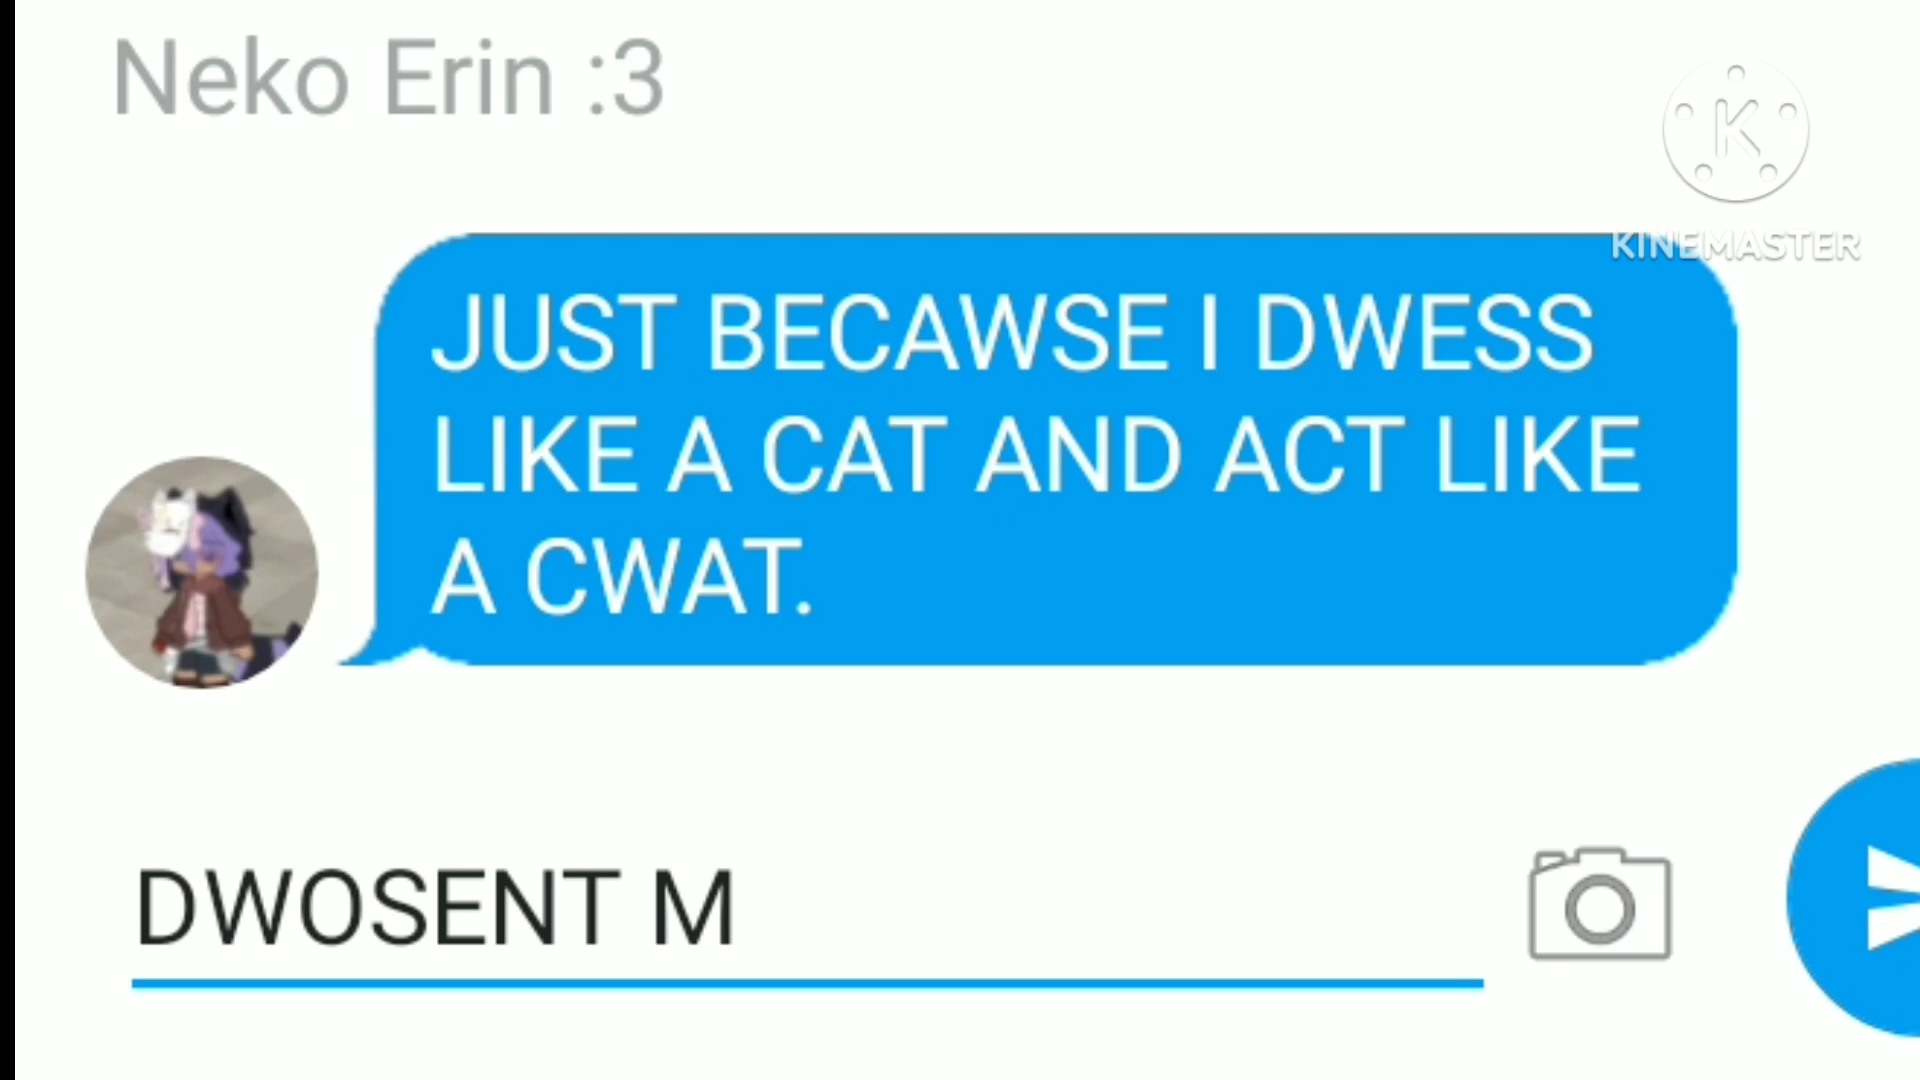 Neko Erin :3
K
KINEMASTER
JUST BECAWSE I DWESS
LIKE A CAT AND ACT LIKE
A CWAT.
DWOSENT M